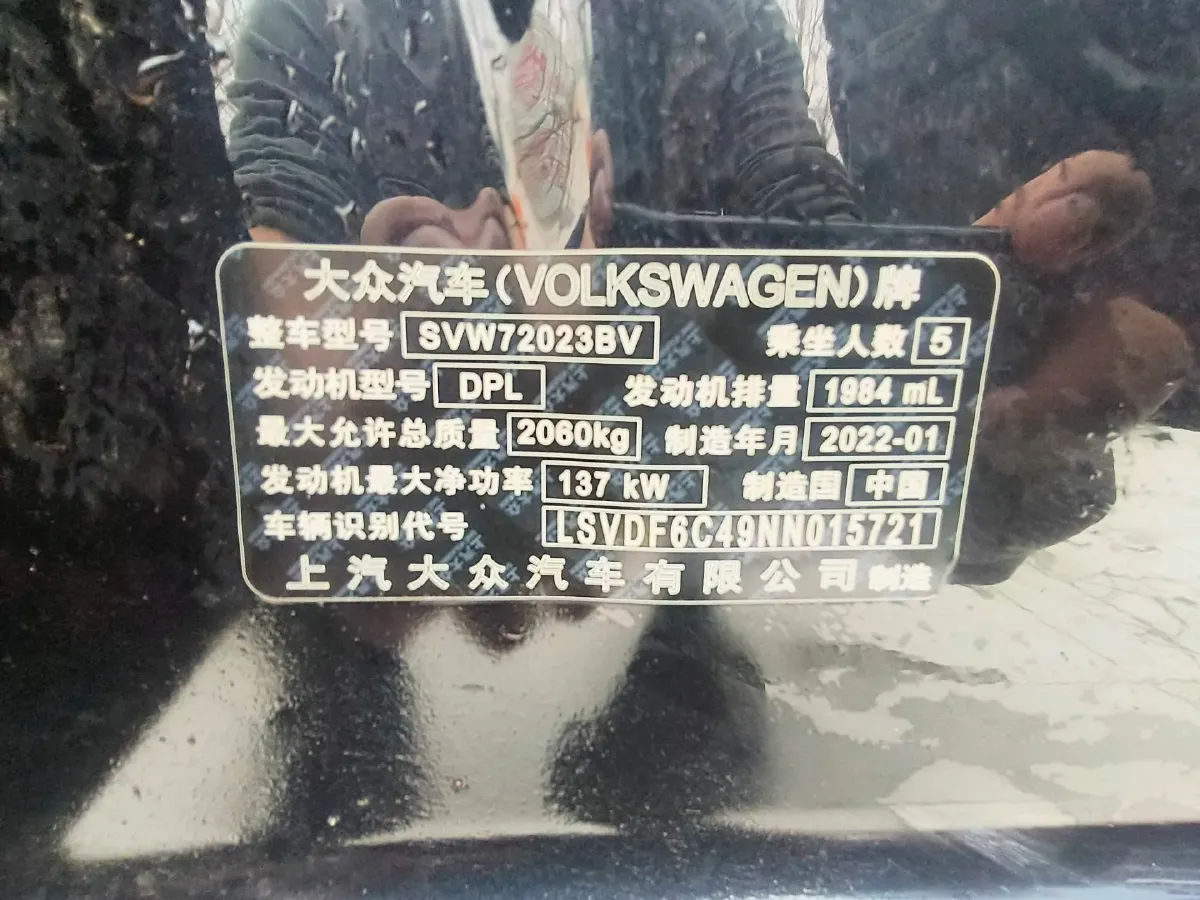 大众汽车(VOLKSWAGEN)牌
整车型号 SVW72023BV 乘坐人数 5
发动机型号 DPL 发动机排量 1984 mL
最大允许总质量 2060kg 制造年月 2022-01
发动机最大净功率 137 kW 制造国 中国
车辆识别代号 LSVDF6C49NN015721
上汽大众汽车有限公司 制造